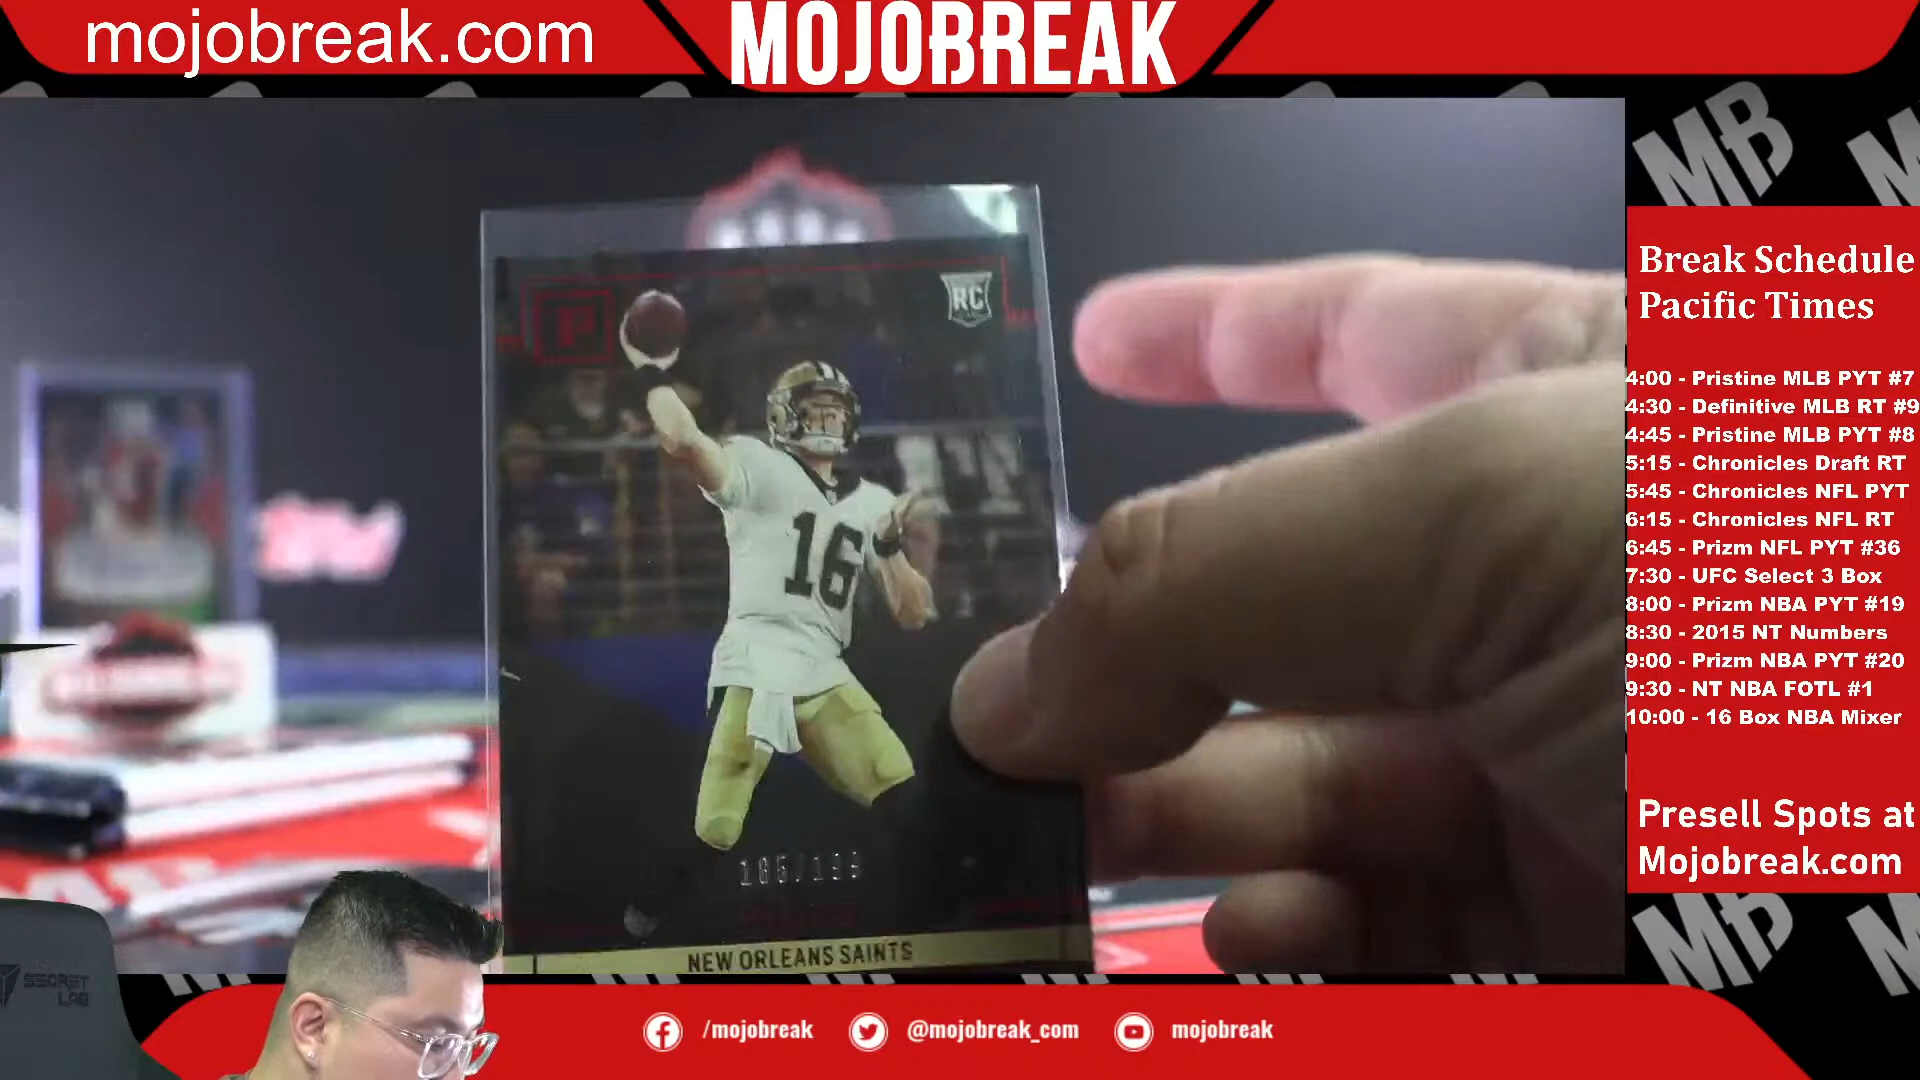 mojobreak.com
MOJOBREAK
MB
Break Schedule
Pacific Times
RC
P
4:00 - Pristine MLB PYT #7
4:30 - Definitive MLB RT #9
4:45 - Pristine MLB PYT #8
5:15 - Chronicles Draft RT
5:45 - Chronicles NFL PYT
6:15 - Chronicles NFL RT
6:45 - Prizm NFL PYT #36
7:30 - UFC Select 3 Box
8:00 - Prizm NBA PYT #19
8:30 - 2015 NT Numbers
9:00 - Prizm NBA PYT #20
9:30 - NT NBA FOTL #1
10:00 - 16 Box NBA Mixer
16
Presell Spots at
Mojobreak.com
NEW ORLEANS SAINTS
MB
SECRET
LAB
/mojobreak
@mojobreak_com
mojobreak